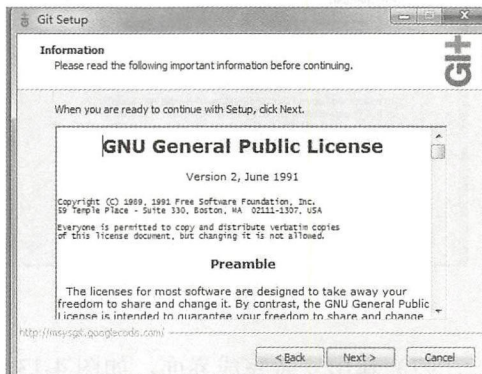 Git Setup
Information
Please read the following important information before continuing.
Git+
When you are ready to continue with Setup, click Next.
GNU General Public License
Version 2, June 1991
Copyright (C) 1989, 1991 Free Software Foundation, Inc.
59 Temple Place - Suite 330, Boston, MA 02111-1307, USA
Everyone is permitted to copy and distribute verbatim copies
of this license document, but changing it is not allowed.
Preamble
The licenses for most software are designed to take away your
freedom to share and change it. By contrast, the GNU General Public
License is intended to guarantee your freedom to share and change
http://msysgit.googlecode.com/
< Back
Next >
Cancel